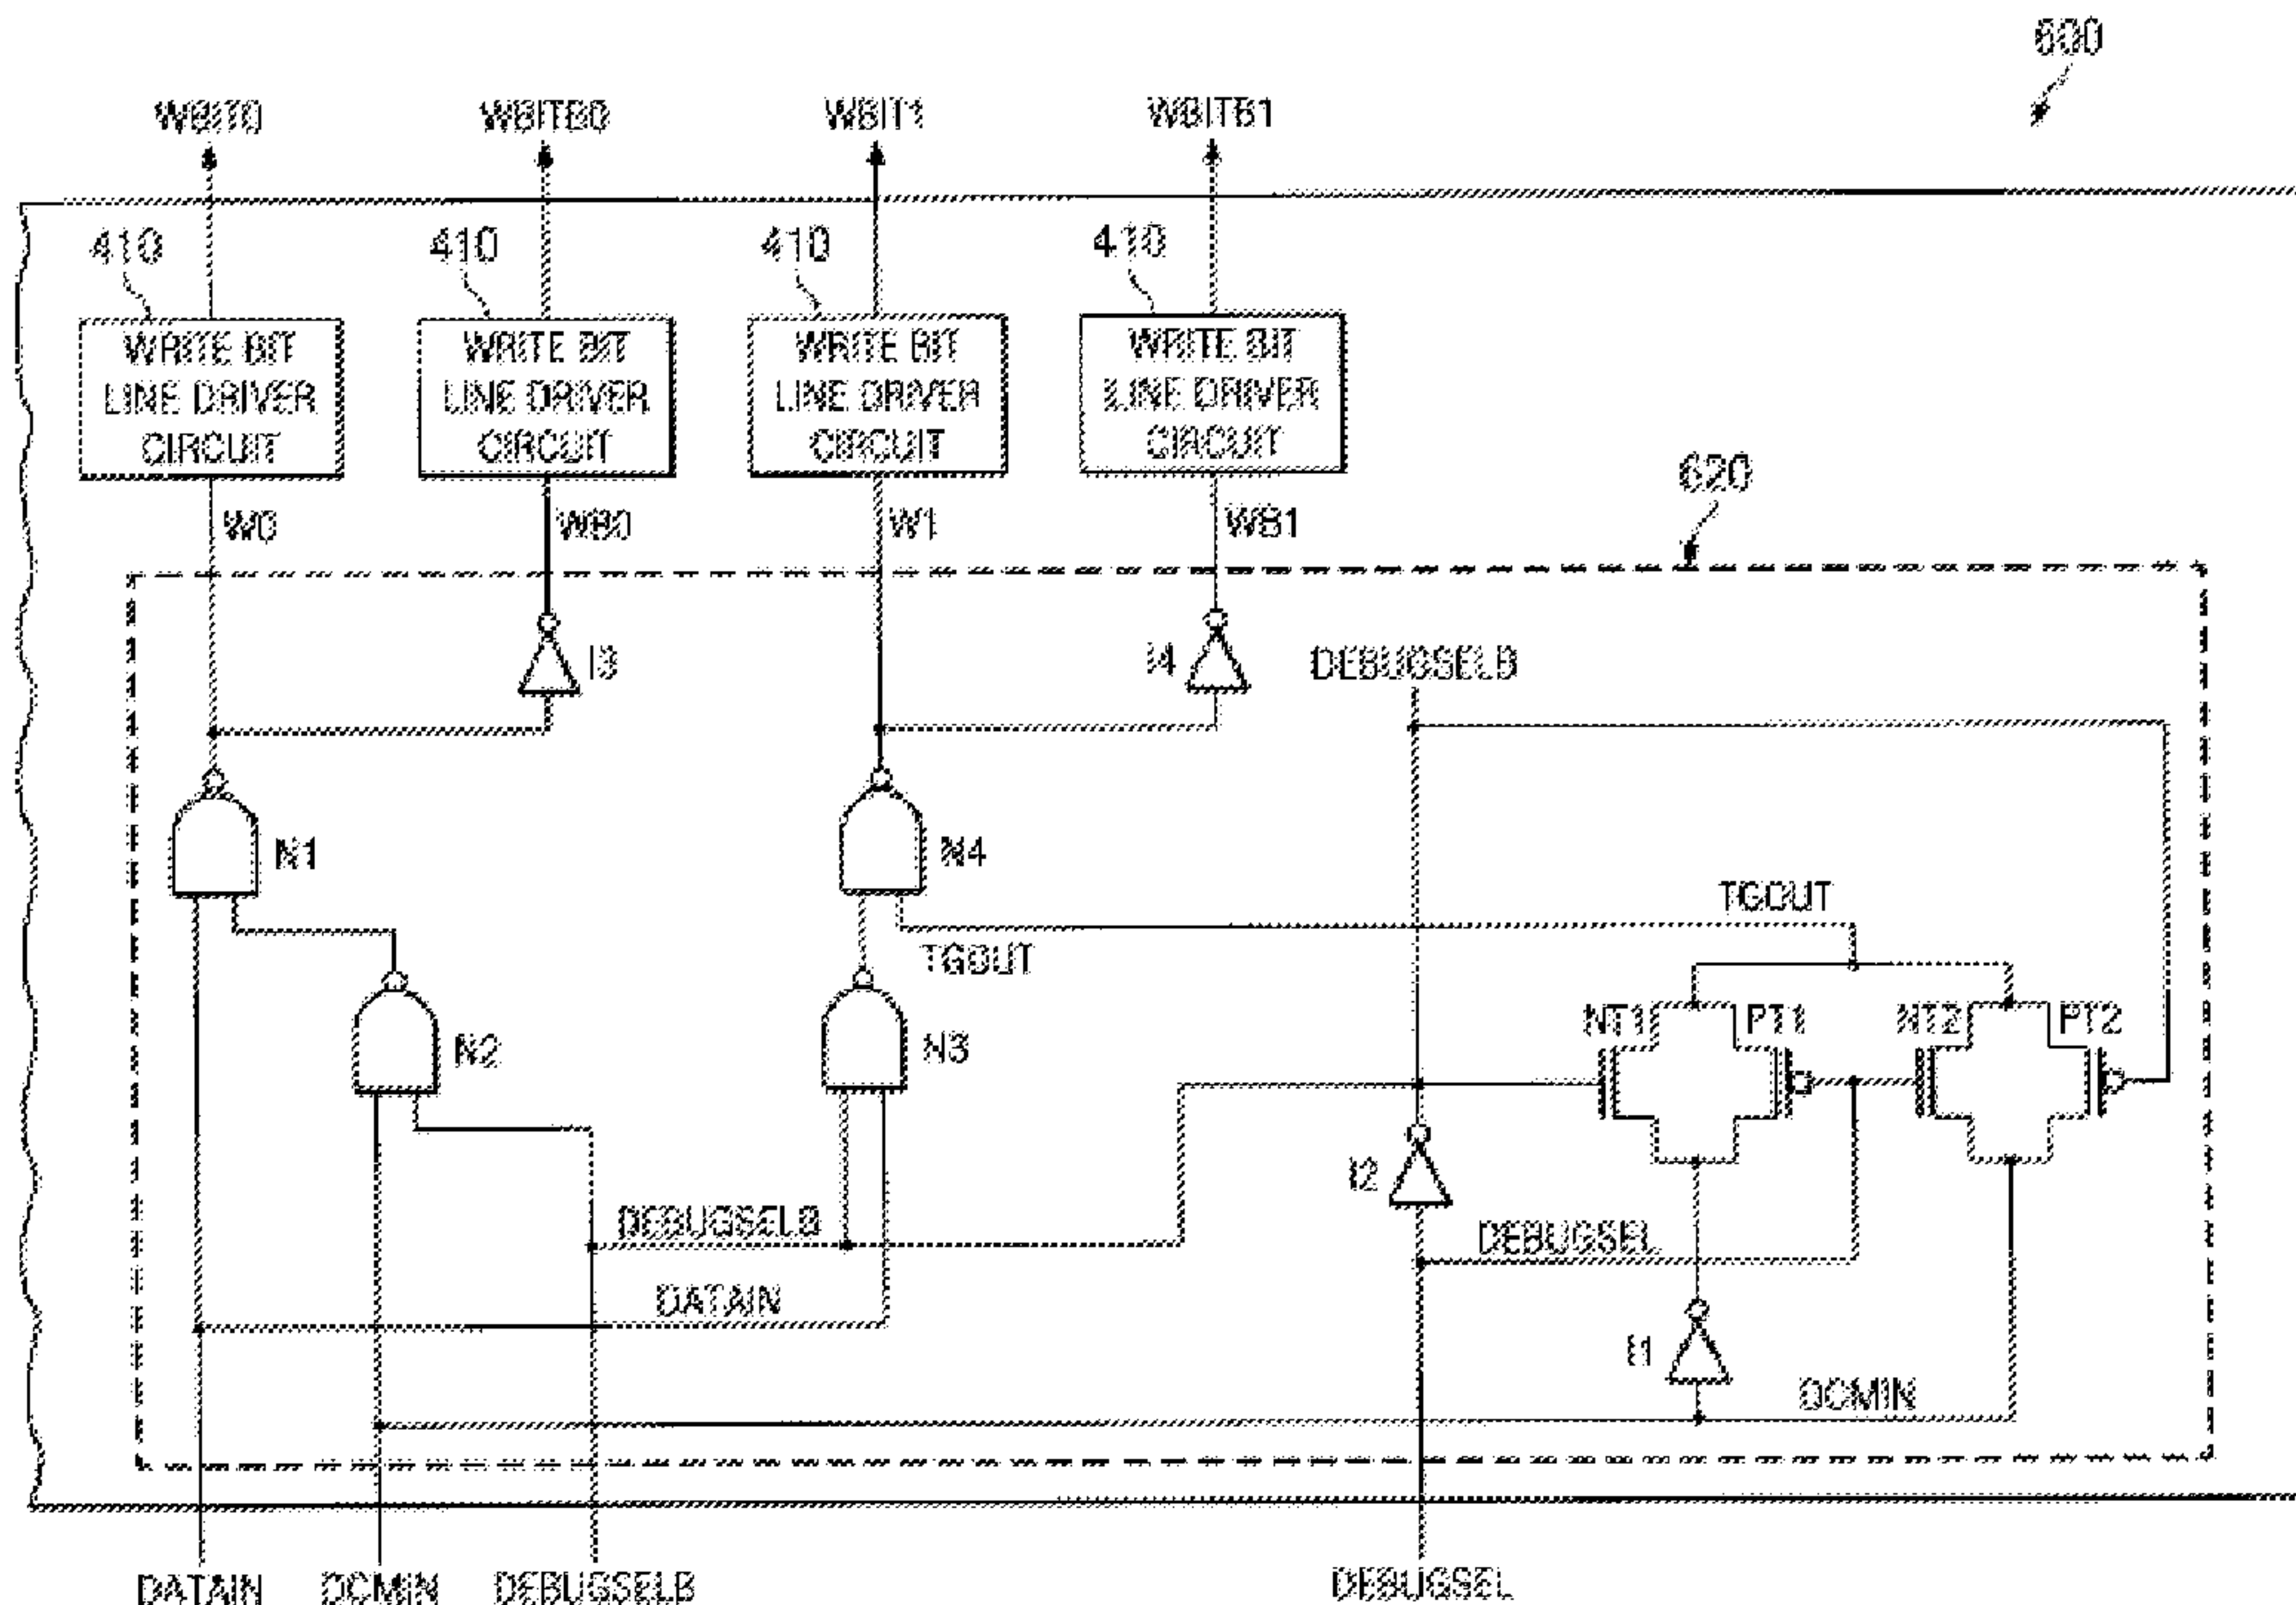 600
WBIT0
WBITB0
WBIT1
WBITB1
410
410
410
410
WRITE BIT
LINE DRIVER
CIRCUIT
WRITE BIT
LINE DRIVER
CIRCUIT
WRITE BIT
LINE DRIVER
CIRCUIT
WRITE BIT
LINE DRIVER
CIRCUIT
620
W0
WB0
W1
WB1
I3
I4
DEBUGSELB
N1
N4
TGOUT
TGOUT
N2
N3
NT1
PT1
NT2
PT2
I2
DEBUGSELB
DEBUGSEL
DATAIN
I1
DCMIN
DATAIN
DCMIN
DEBUGSELB
DEBUGSEL